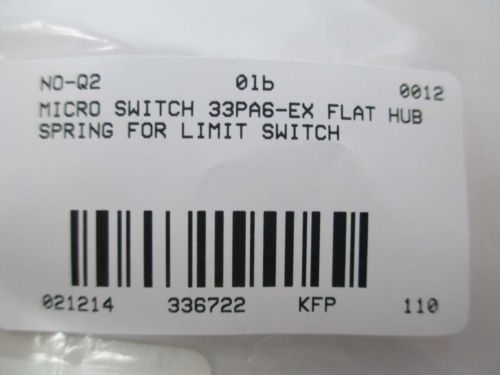 NO-Q2 01b 0012
MICRO SWITCH 33PA6-EX FLAT HUB
SPRING FOR LIMIT SWITCH
021214 336722 KFP 110